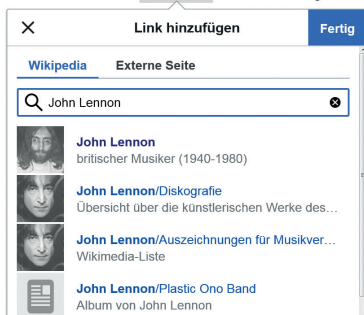 Link hinzufügen
Fertig
Wikipedia
Externe Seite
John Lennon
John Lennon
britischer Musiker (1940-1980)
John Lennon/Diskografie
Übersicht über die künstlerischen Werke des...
John Lennon/Auszeichnungen für Musikver...
Wikimedia-Liste
John Lennon/Plastic Ono Band
Album von John Lennon